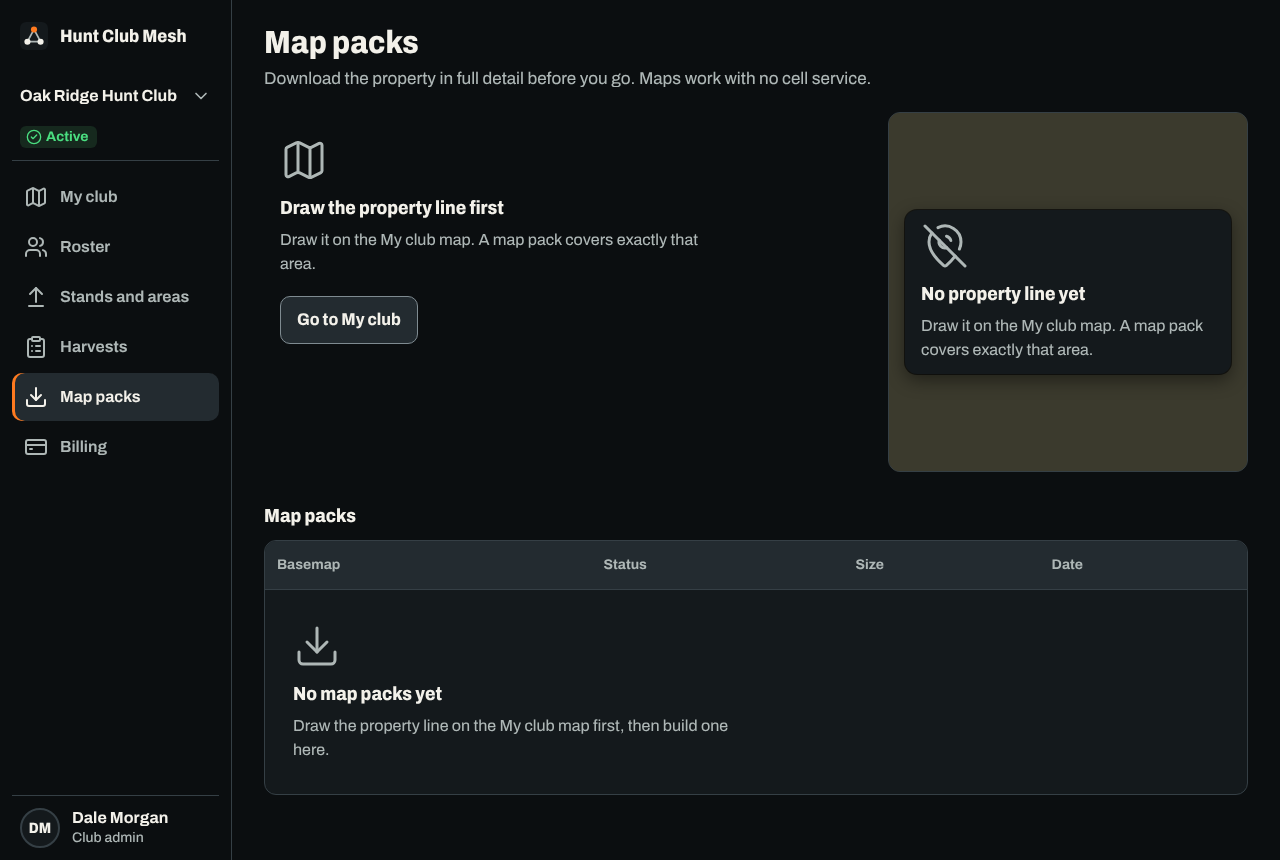 Hunt Club Mesh
Oak Ridge Hunt Club
Active
My club
Roster
Stands and areas
Harvests
Map packs
Billing
DM
Dale Morgan
Club admin
Map packs
Download the property in full detail before you go. Maps work with no cell service.
Draw the property line first
Draw it on the My club map. A map pack covers exactly that
area.
Go to My club
No property line yet
Draw it on the My club map. A map pack
covers exactly that area.
Map packs
Basemap Status Size Date
No map packs yet
Draw the property line on the My club map first, then build one
here.